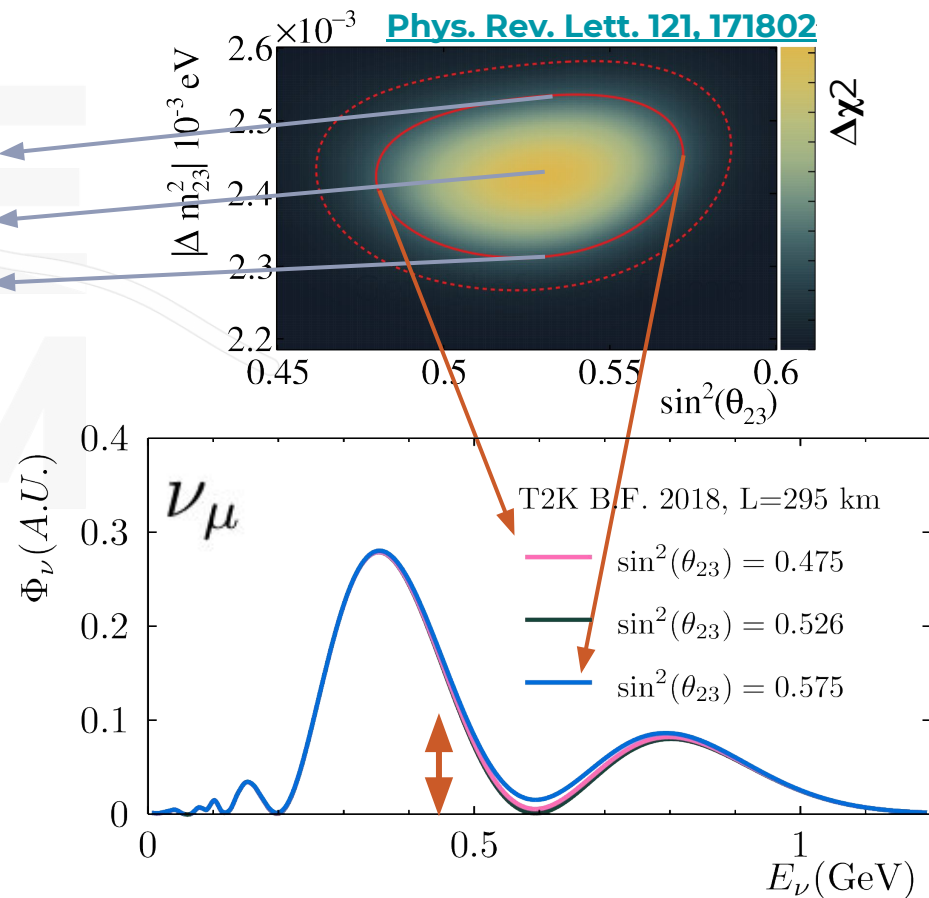 Phys. Rev. Lett. 121, 171802
×10⁻³
2.6
2.5
2.4
2.3
2.2
|Δ m²₂₃| 10⁻³ eV
Δχ2
0.45 0.5 0.55 0.6
sin²(θ₂₃)
0.4
0.3
0.2
0.1
0
Φ_ν(A.U.)
ν_μ
T2K B.F. 2018, L=295 km
sin²(θ₂₃) = 0.475
sin²(θ₂₃) = 0.526
sin²(θ₂₃) = 0.575
0 0.5 1
E_ν(GeV)